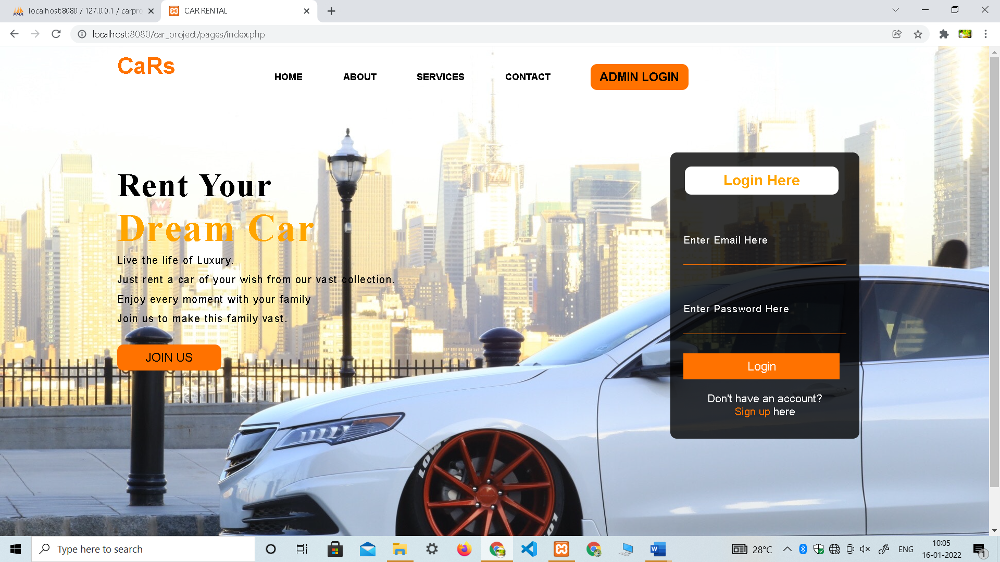 localhost:8080 / 127.0.0.1 / carpro
CAR RENTAL
localhost:8080/car_project/pages/index.php
CaRs
HOME
ABOUT
SERVICES
CONTACT
ADMIN LOGIN
Rent Your
Dream Car
Live the life of Luxury.
Just rent a car of your wish from our vast collection.
Enjoy every moment with your family
Join us to make this family vast.
JOIN US
Login Here
Enter Email Here
Enter Password Here
Login
Don't have an account?
Sign up here
Type here to search
28°C
ENG
10:05
16-01-2022
1